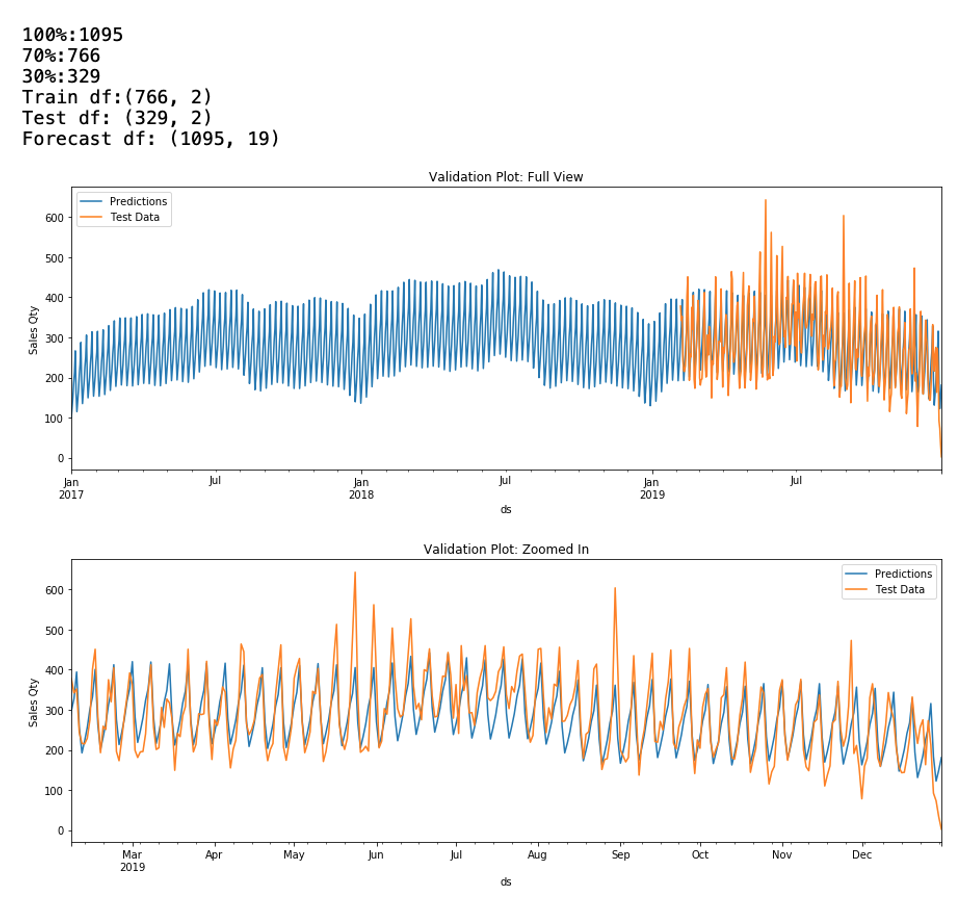 100%:1095
70%:766
30%:329
Train df:(766, 2)
Test df: (329, 2)
Forecast df: (1095, 19)
Validation Plot: Full View
Predictions
Test Data
600
500
400
300
200
100
0
Sales Qty
Jan Jul Jan Jul Jan Jul
2017 2018 2019
ds
Validation Plot: Zoomed In
Predictions
Test Data
600
500
400
300
200
100
0
Sales Qty
Mar Apr May Jun Jul Aug Sep Oct Nov Dec
2019
ds